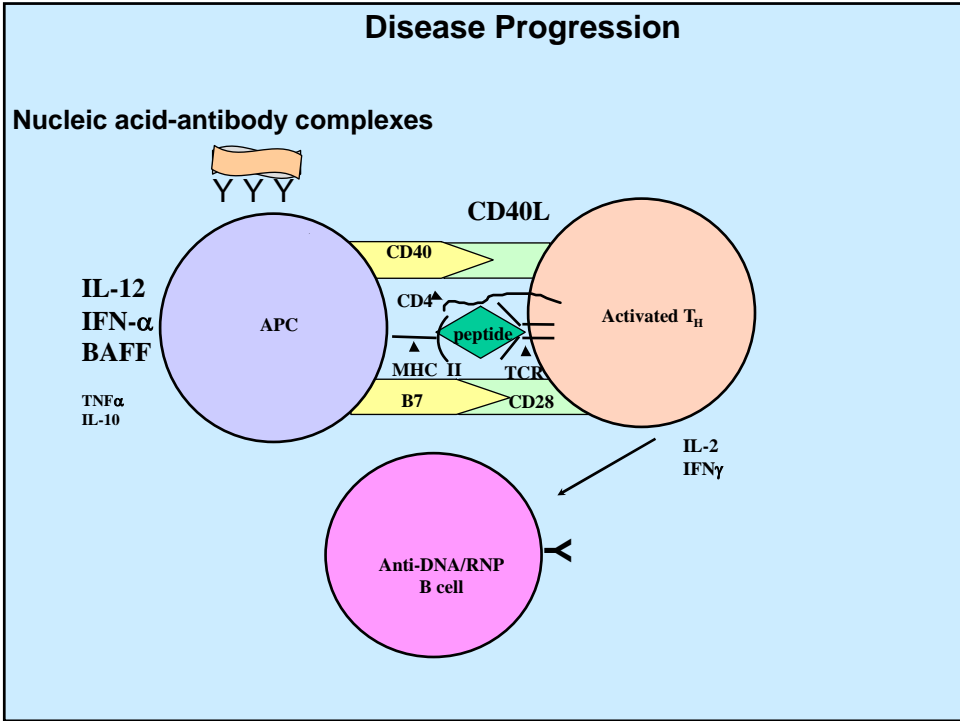 Disease Progression
Nucleic acid-antibody complexes
CD40L
CD40
IL-12
IFN-α
BAFF
CD4
APC
peptide
Activated T_H
MHC II
TCR
TNFα
IL-10
B7
CD28
IL-2
IFNγ
Anti-DNA/RNP
B cell